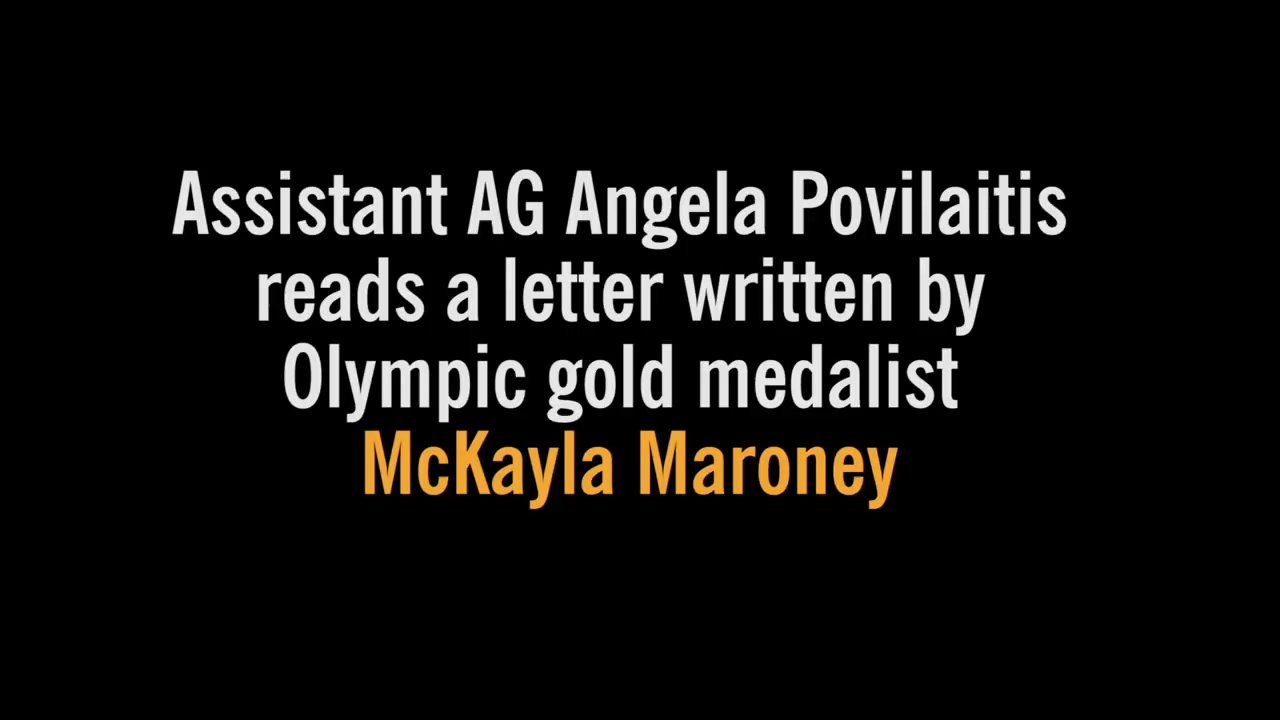 Assistant AG Angela Povilaitis
reads a letter written by
Olympic gold medalist
McKayla Maroney